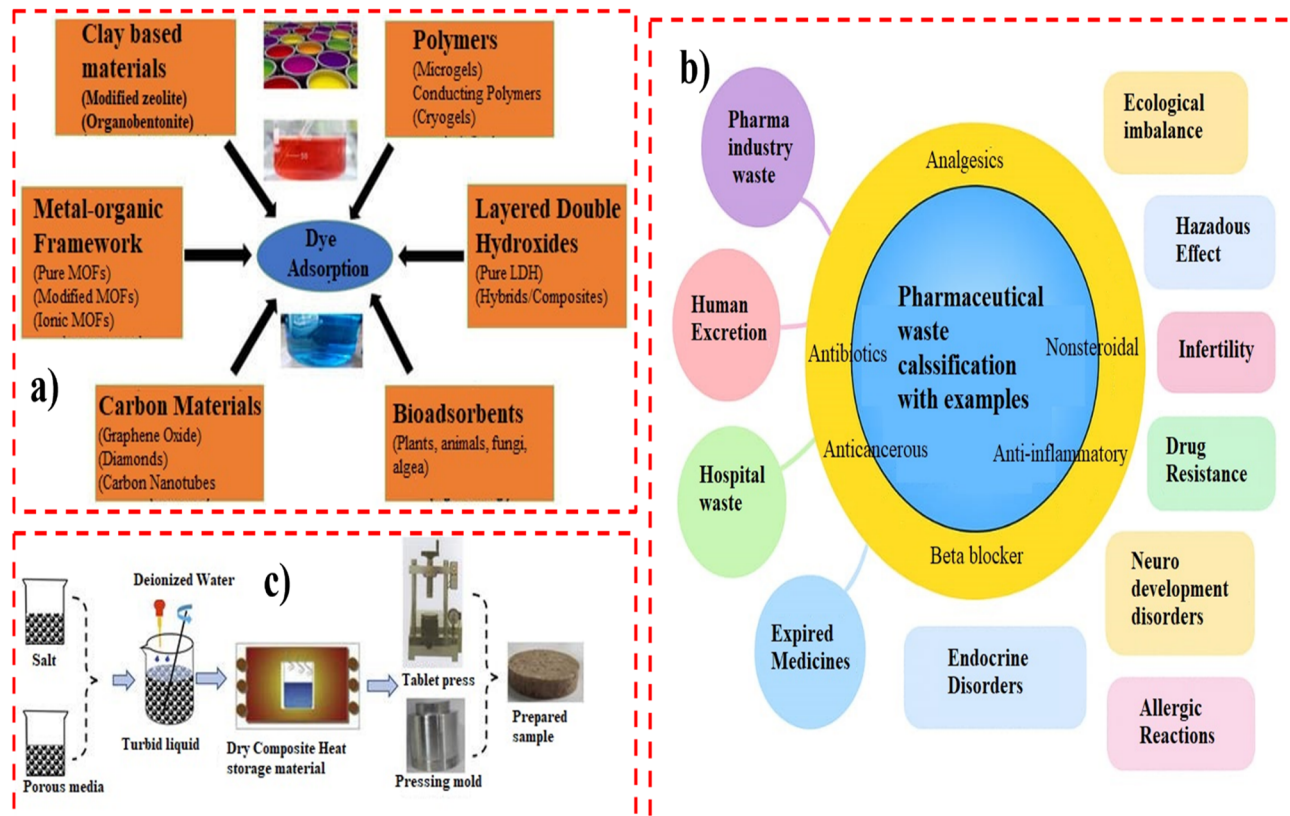 Clay based
materials
(Modified zeolite)
(Organobentonite)
Polymers
(Microgels)
Conducting Polymers
(Cryogels)
Metal-organic
Framework
(Pure MOFs)
(Modified MOFs)
(Ionic MOFs)
Dye
Adsorption
Layered Double
Hydroxides
(Pure LDH)
(Hybrids/Composites)
a)
Carbon Materials
(Graphene Oxide)
(Diamonds)
(Carbon Nanotubes
Bioadsorbents
(Plants, animals, fungi,
algea)
b)
Pharma
industry
waste
Human
Excretion
Hospital
waste
Expired
Medicines
Analgesics
Antibiotics
Nonsteroidal
Anticancerous
Anti-inflammatory
Beta blocker
Pharmaceutical
waste
calssification
with examples
Ecological
imbalance
Hazadous
Effect
Infertility
Drug
Resistance
Neuro
development
disorders
Endocrine
Disorders
Allergic
Reactions
c)
Salt
Porous media
Deionized Water
Turbid liquid
Dry Composite Heat
storage material
Tablet press
Pressing mold
Prepared
sample